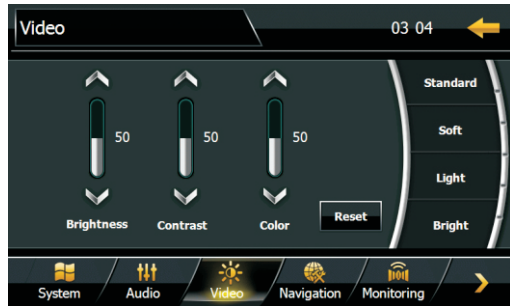 Video
03 04
Standard
50
50
50
Soft
Light
Brightness
Contrast
Color
Reset
Bright
System
Audio
Video
Navigation
Monitoring